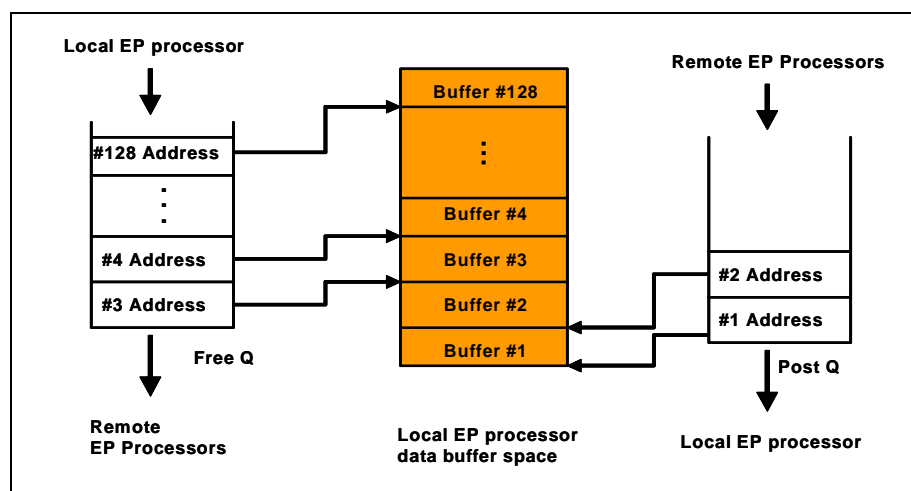 Local EP processor
#128 Address
⋮
#4 Address
#3 Address
Free Q
Remote
EP Processors
Buffer #128
⋮
Buffer #4
Buffer #3
Buffer #2
Buffer #1
Local EP processor
data buffer space
Remote EP Processors
#2 Address
#1 Address
Post Q
Local EP processor